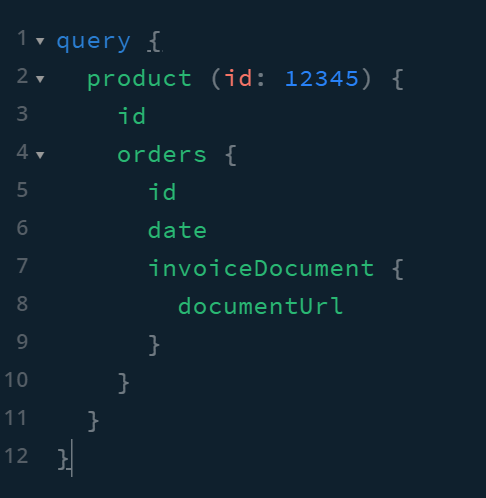 1 query {
2 product (id: 12345) {
3 id
4 orders {
5 id
6 date
7 invoiceDocument {
8 documentUrl
9 }
10 }
11 }
12 }